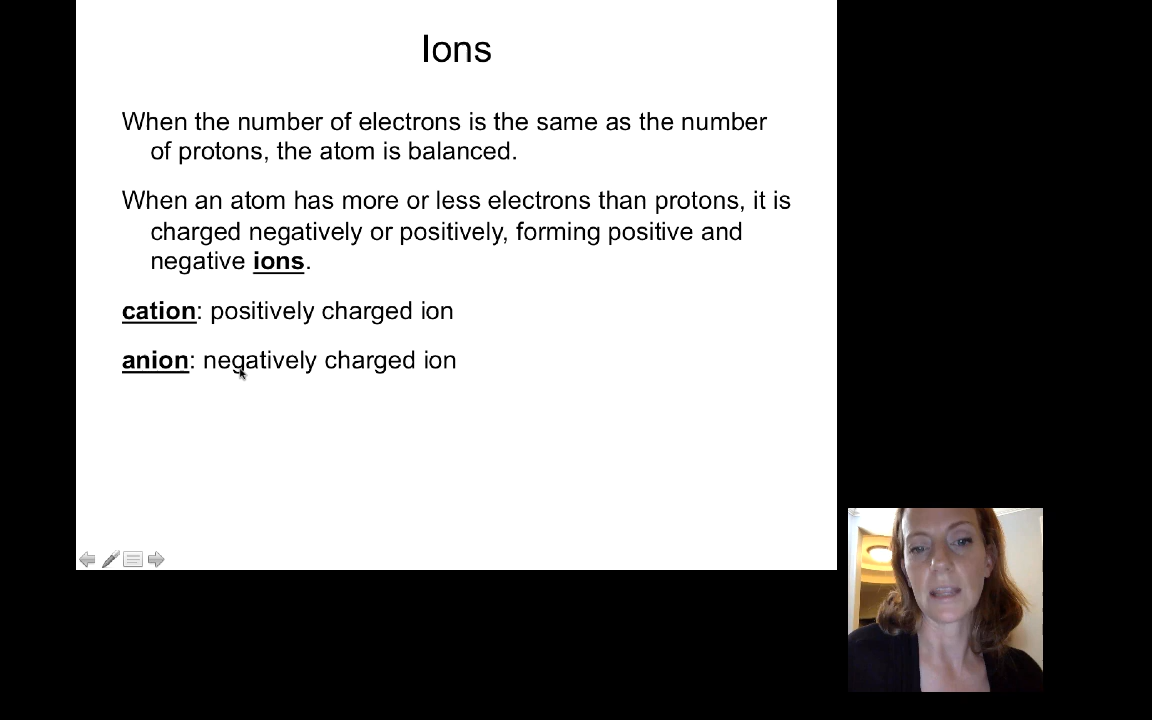 Ions
When the number of electrons is the same as the number
of protons, the atom is balanced.
When an atom has more or less electrons than protons, it is
charged negatively or positively, forming positive and
negative ions.
cation: positively charged ion
anion: negatively charged ion